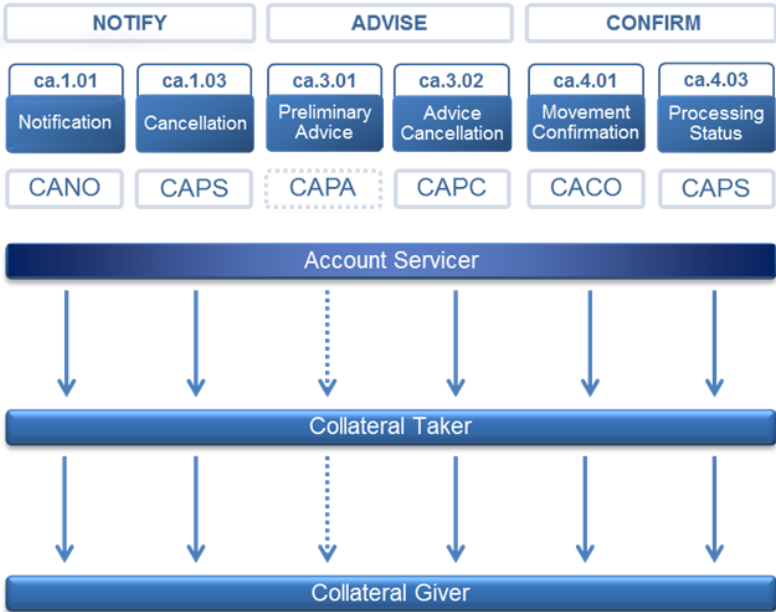 NOTIFY ADVISE CONFIRM
ca.1.01 ca.1.03 ca.3.01 ca.3.02 ca.4.01 ca.4.03
Notification Cancellation Preliminary Advice Advice Cancellation Movement Confirmation Processing Status
CANO CAPS CAPA CAPC CACO CAPS
Account Servicer
Collateral Taker
Collateral Giver